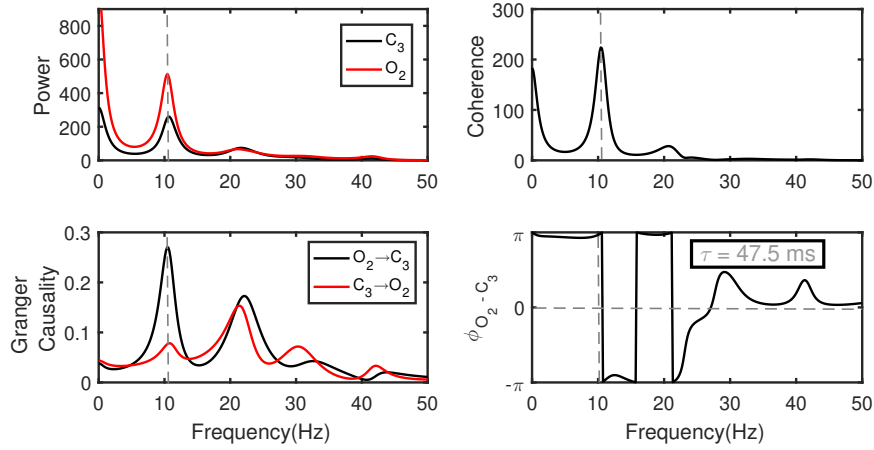 800
600
400
200
0
Power
C₃
O₂
0 10 20 30 40 50
300
200
100
0
Coherence
0 10 20 30 40 50
0.3
0.2
0.1
0
Granger
Causality
O₂→C₃
C₃→O₂
0 10 20 30 40 50
Frequency(Hz)
π
0
-π
ϕ O₂ - C₃
τ = 47.5 ms
0 10 20 30 40 50
Frequency(Hz)